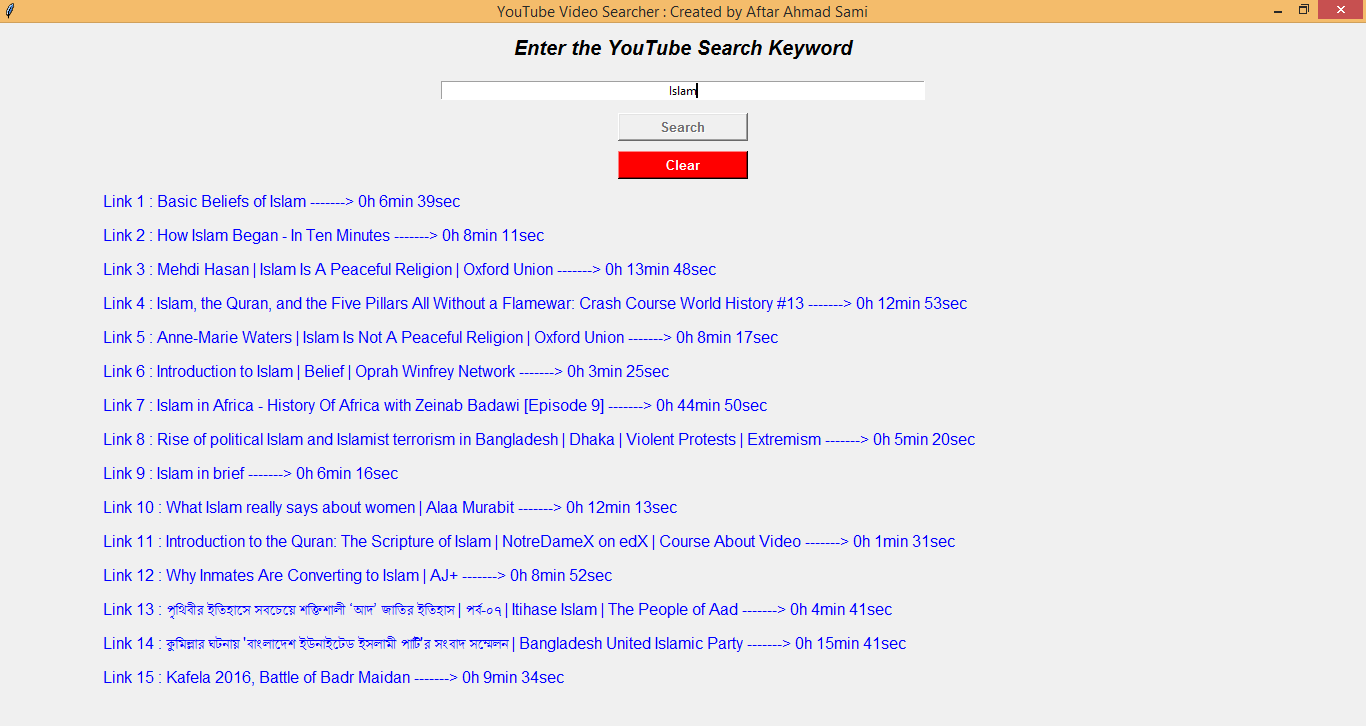 YouTube Video Searcher : Created by Aftar Ahmad Sami
Enter the YouTube Search Keyword
Islam
Search
Clear
Link 1 : Basic Beliefs of Islam -------> 0h 6min 39sec
Link 2 : How Islam Began - In Ten Minutes -------> 0h 8min 11sec
Link 3 : Mehdi Hasan | Islam Is A Peaceful Religion | Oxford Union -------> 0h 13min 48sec
Link 4 : Islam, the Quran, and the Five Pillars All Without a Flamewar: Crash Course World History #13 -------> 0h 12min 53sec
Link 5 : Anne-Marie Waters | Islam Is Not A Peaceful Religion | Oxford Union -------> 0h 8min 17sec
Link 6 : Introduction to Islam | Belief | Oprah Winfrey Network -------> 0h 3min 25sec
Link 7 : Islam in Africa - History Of Africa with Zeinab Badawi [Episode 9] -------> 0h 44min 50sec
Link 8 : Rise of political Islam and Islamist terrorism in Bangladesh | Dhaka | Violent Protests | Extremism -------> 0h 5min 20sec
Link 9 : Islam in brief -------> 0h 6min 16sec
Link 10 : What Islam really says about women | Alaa Murabit -------> 0h 12min 13sec
Link 11 : Introduction to the Quran: The Scripture of Islam | NotreDameX on edX | Course About Video -------> 0h 1min 31sec
Link 12 : Why Inmates Are Converting to Islam | AJ+ -------> 0h 8min 52sec
Link 13 : পৃথিবীর ইতিহাসে সবচেয়ে শক্তিশালী ‘আদ’ জাতির ইতিহাস | পর্ব-০৭ | Itihase Islam | The People of Aad -------> 0h 4min 41sec
Link 14 : কুমিল্লার ঘটনায় 'বাংলাদেশ ইউনাইটেড ইসলামী পার্টি'র সংবাদ সম্মেলন | Bangladesh United Islamic Party -------> 0h 15min 41sec
Link 15 : Kafela 2016, Battle of Badr Maidan -------> 0h 9min 34sec